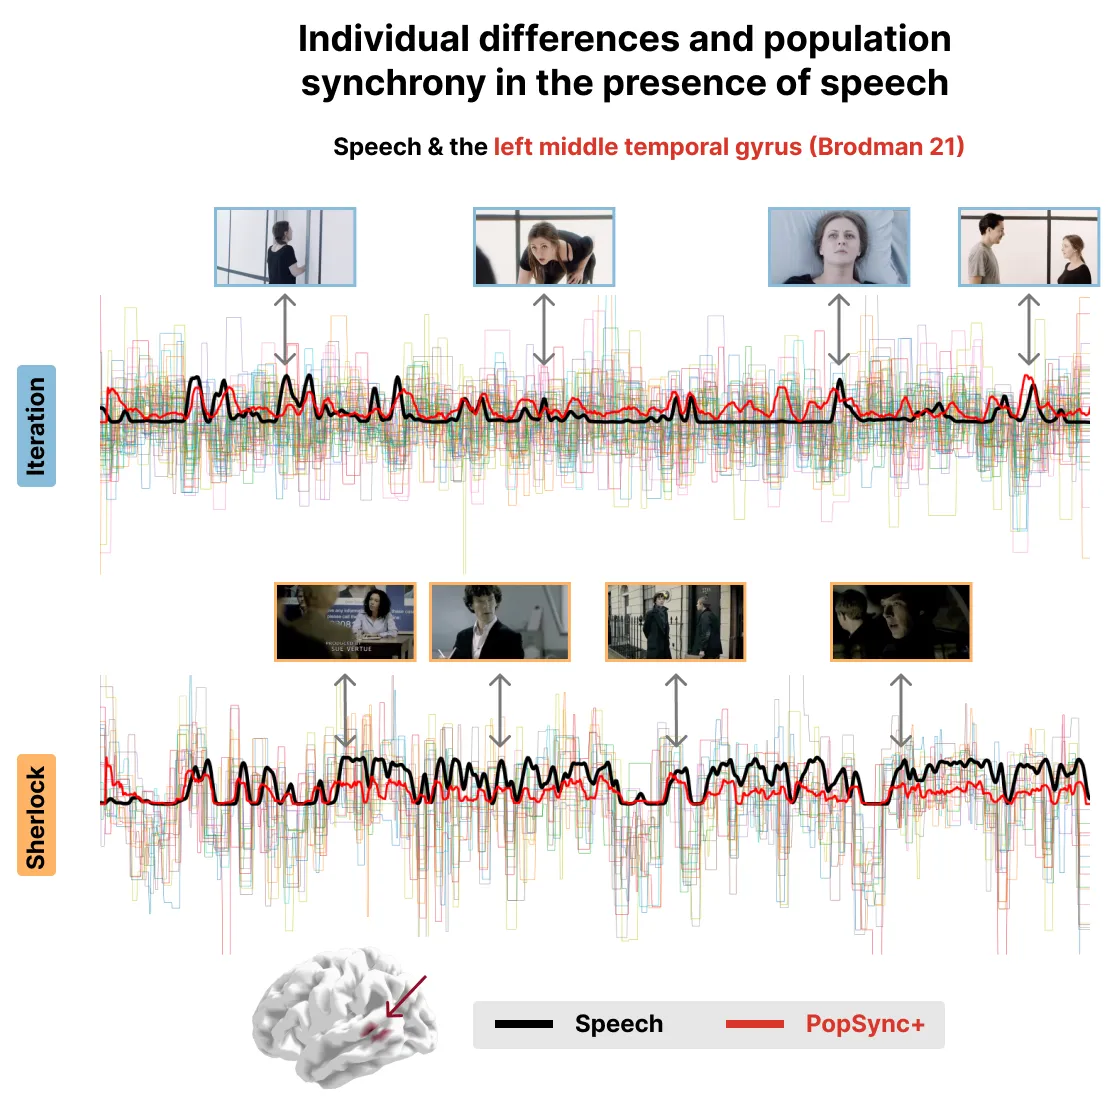 Individual differences and population
synchrony in the presence of speech
Speech & the left middle temporal gyrus (Brodman 21)
Iteration
PRODUCED BY
SUE VERTUE
Sherlock
Speech
PopSync+